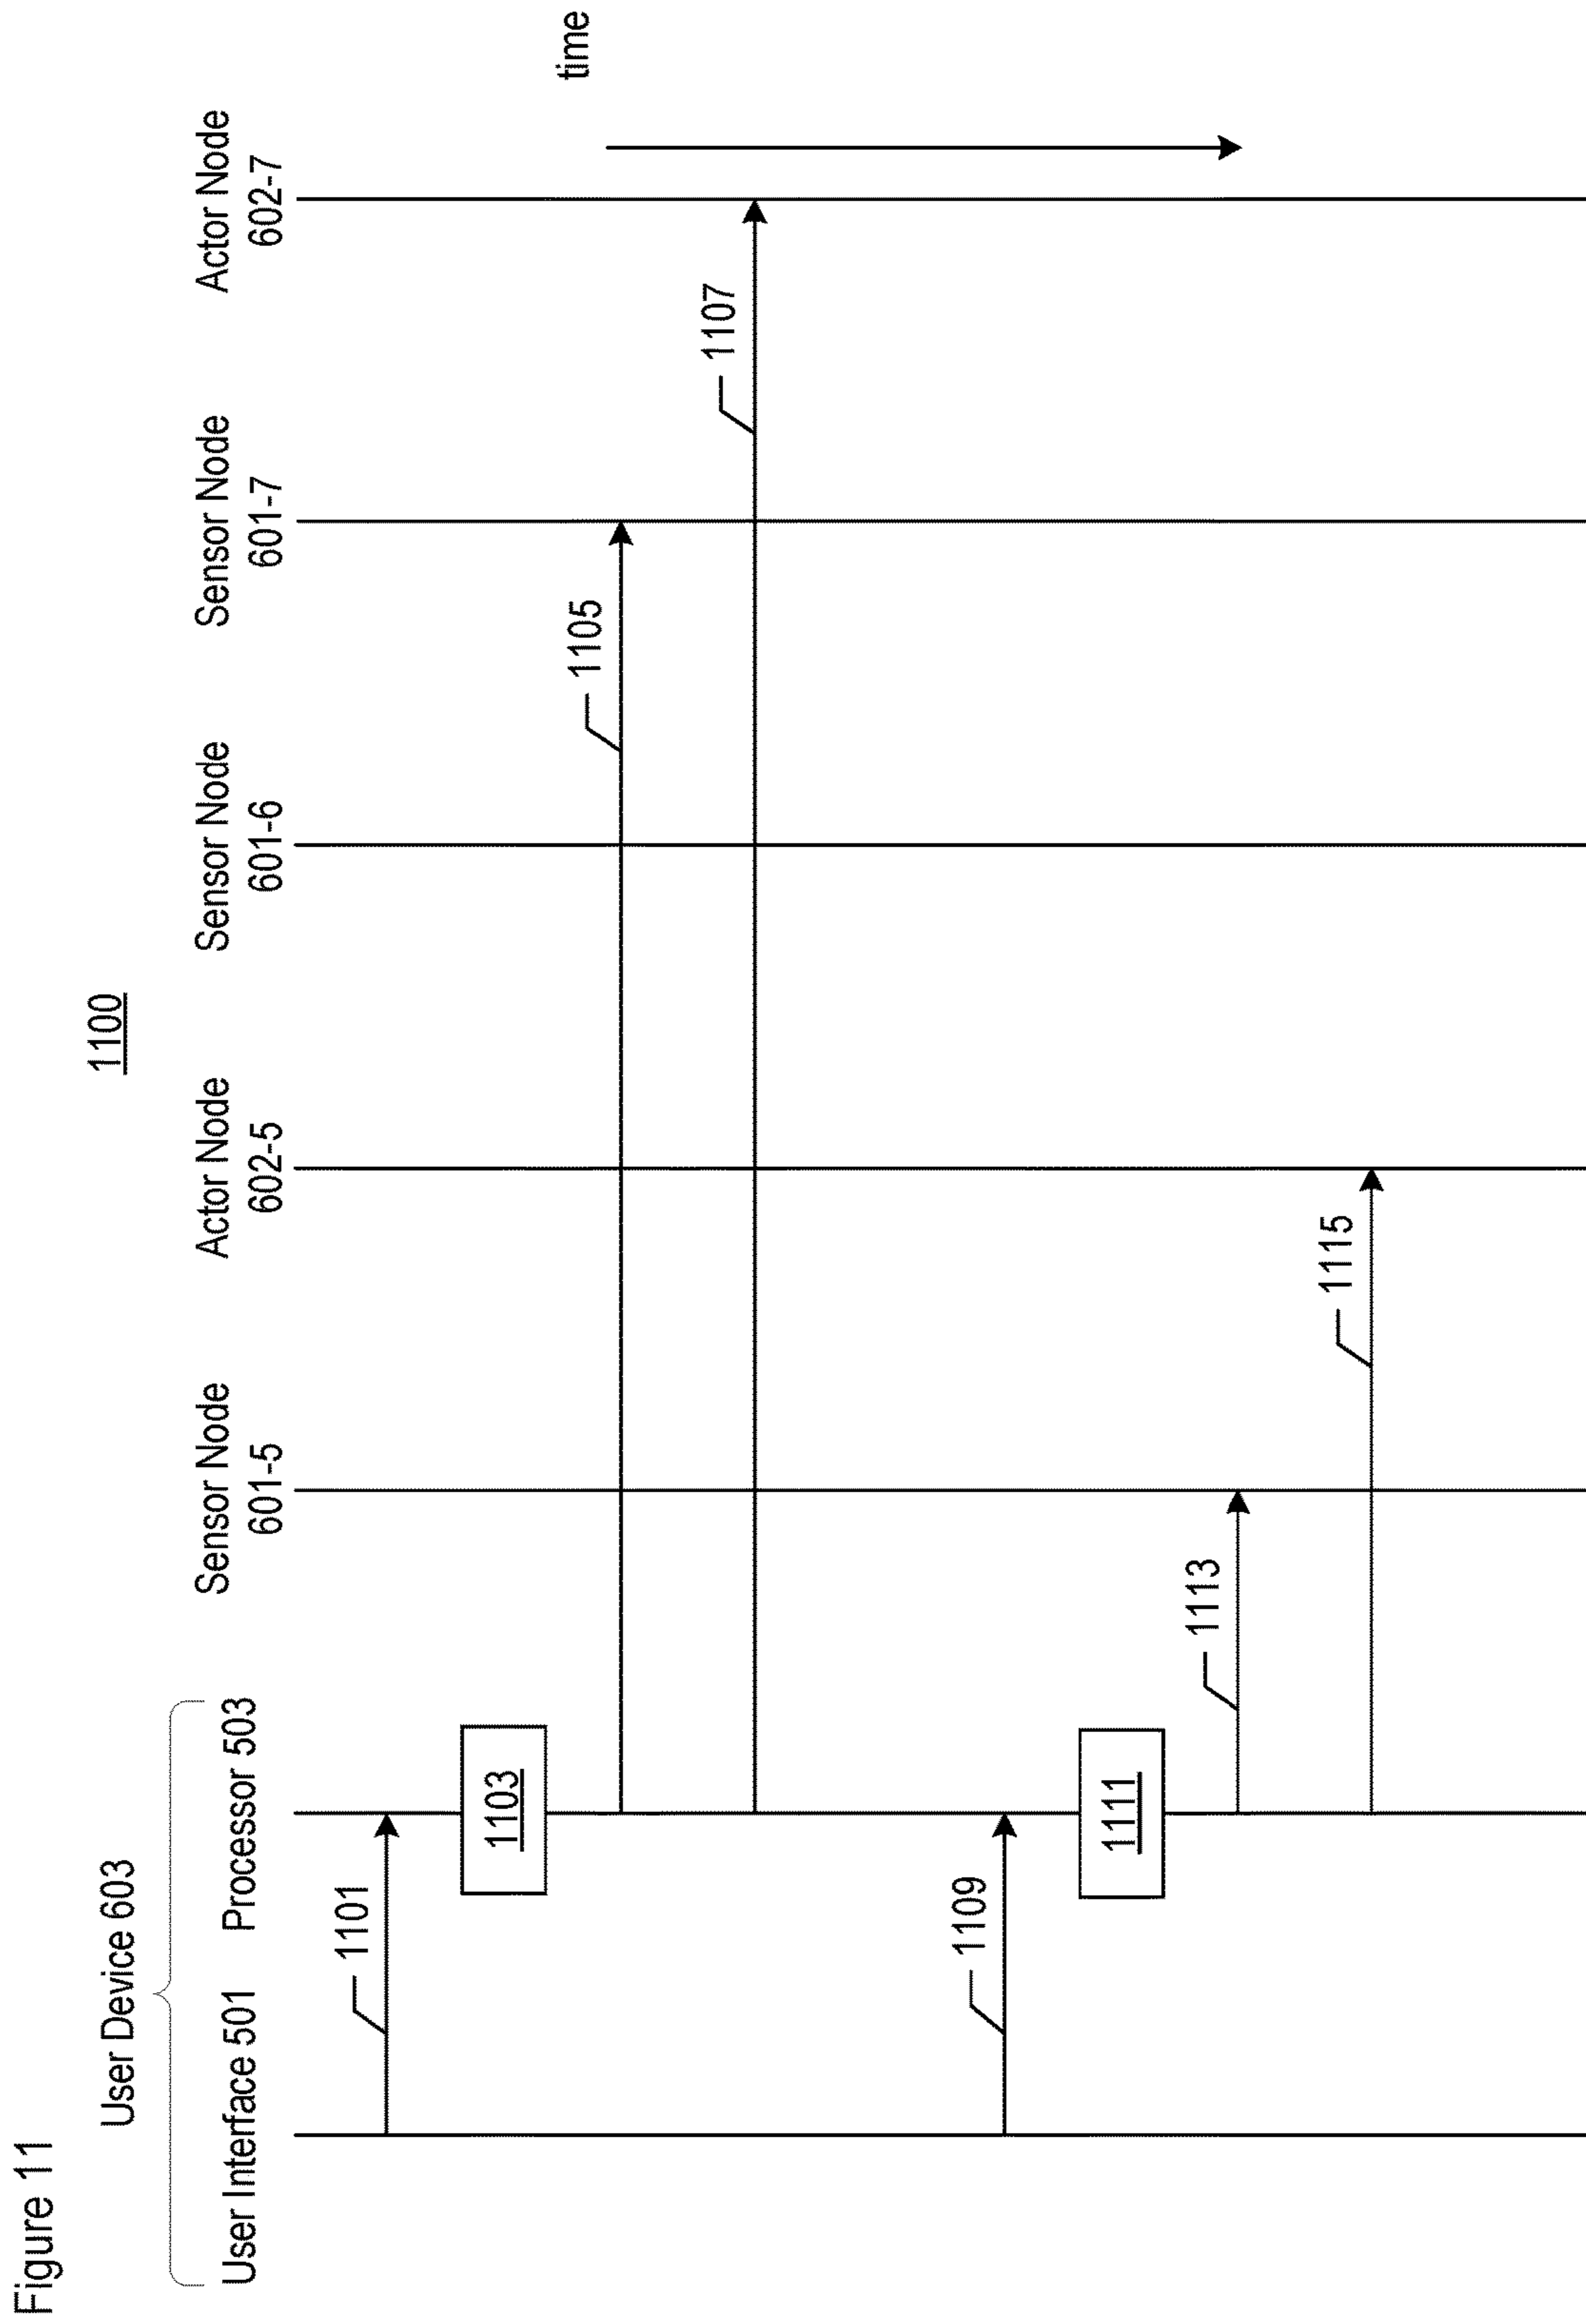 Figure 11
1100
User Device 603
User Interface 501
Processor 503
Sensor Node
601-5
Actor Node
602-5
Sensor Node
601-6
Sensor Node
601-7
Actor Node
602-7
time
1101
1103
1105
1107
1109
1111
1113
1115